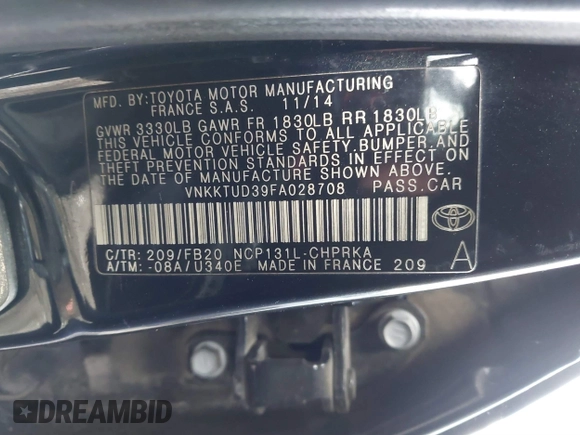 MFD. BY:TOYOTA MOTOR MANUFACTURING
FRANCE S.A.S. 11/14
GVWR 3330LB GAWR FR 1830LB RR 1830LB
THIS VEHICLE CONFORMS TO ALL APPLICABLE
FEDERAL MOTOR VEHICLE SAFETY,BUMPER,AND
THEFT PREVENTION STANDARDS IN EFFECT ON
THE DATE OF MANUFACTURE SHOWN ABOVE.
VNKKTUD39FA028708 PASS.CAR
C/TR: 209/FB20 NCP131L-CHPRKA
A/TM: -08A/U340E MADE IN FRANCE 209
A
DREAMBID